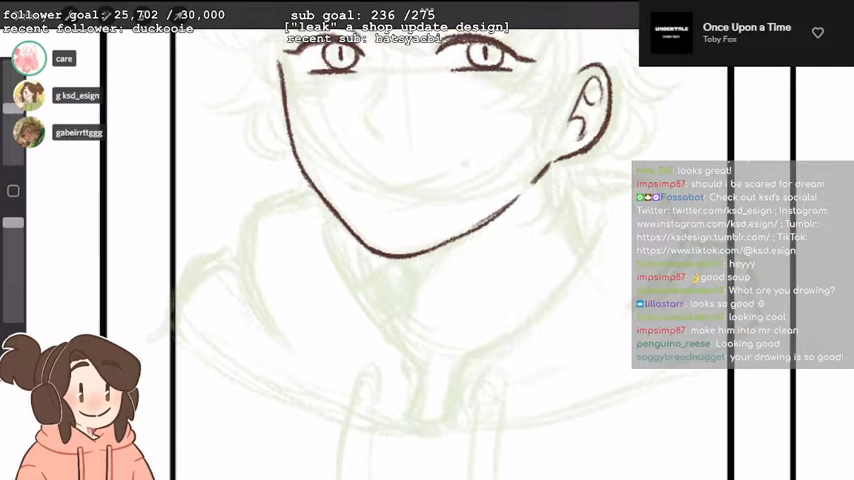 follower goal: 25,702 / 30,000
recent follower: duckooie
sub goal: 236 /275
["leak" a shop update design]
recent sub: batsyacbi
UNDERTALE
Once Upon a Time
Toby Fox
care
g ksd_esign
gabeirrttggg
looks great!
impsimp87: should i be scared for dream
Fossabot: Check out ksd's socials!
Twitter: twitter.com/ksd_esign ; Instagram:
www.instagram.com/ksd.esign/ ; Tumblr:
https://ksdesign.tumblr.com/ ; TikTok:
https://www.tiktok.com/@ksd.esign
heyyy
impsimp87: 👌good soup
What are you drawing?
lillastarr: looks so good :0
looking cool
impsimp87: make him into mr clean
penguino_reese: Looking good
soggybreadnugget: your drawing is so good!